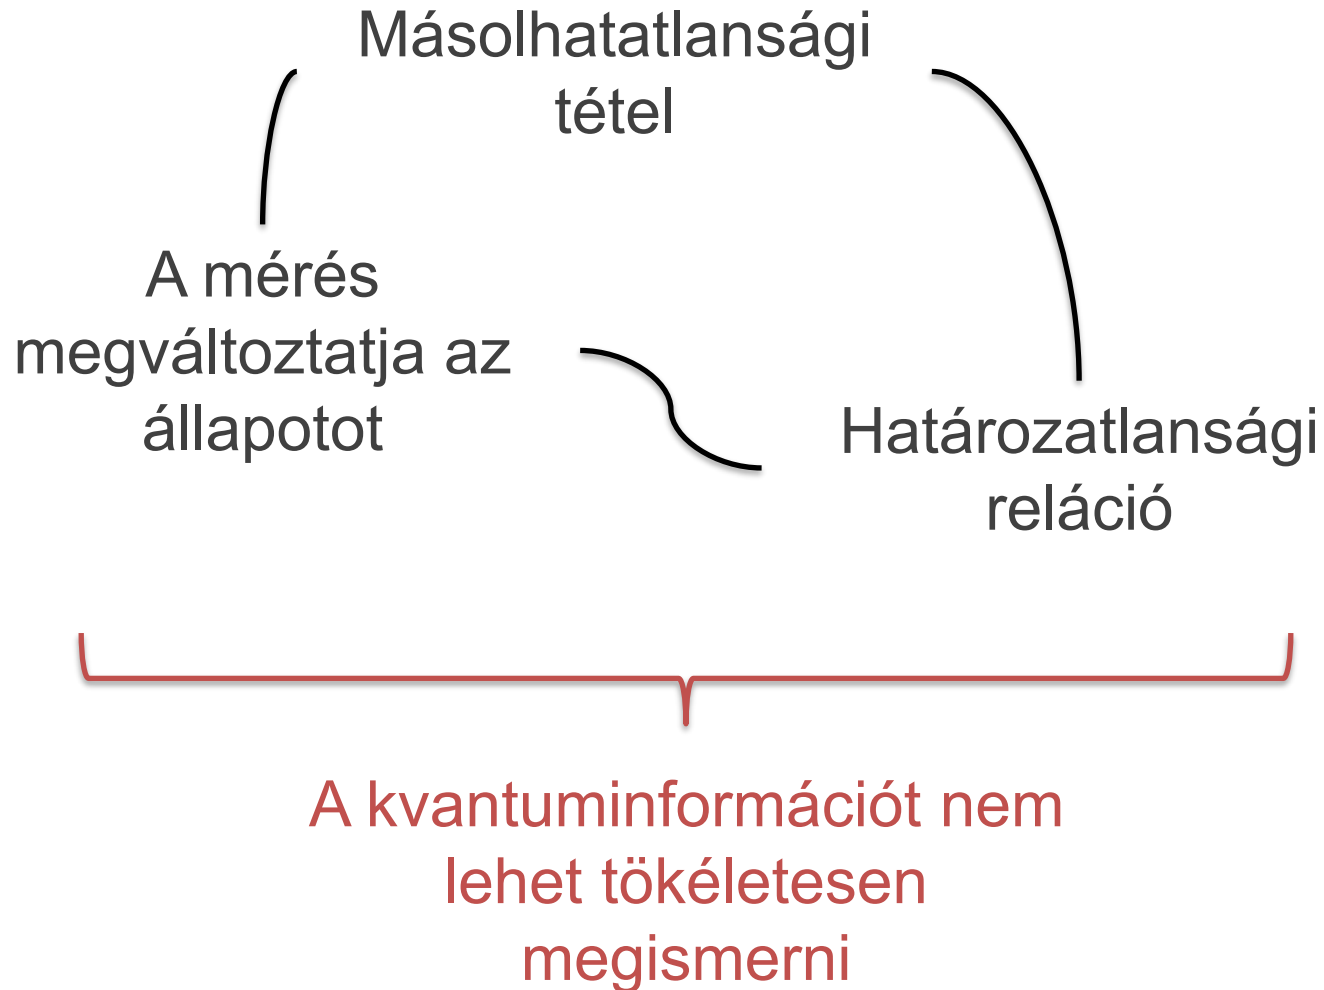 Másolhatatlansági
tétel
A mérés
megváltoztatja az
állapotot
Határozatlansági
reláció
A kvantuminformációt nem
lehet tökéletesen
megismerni